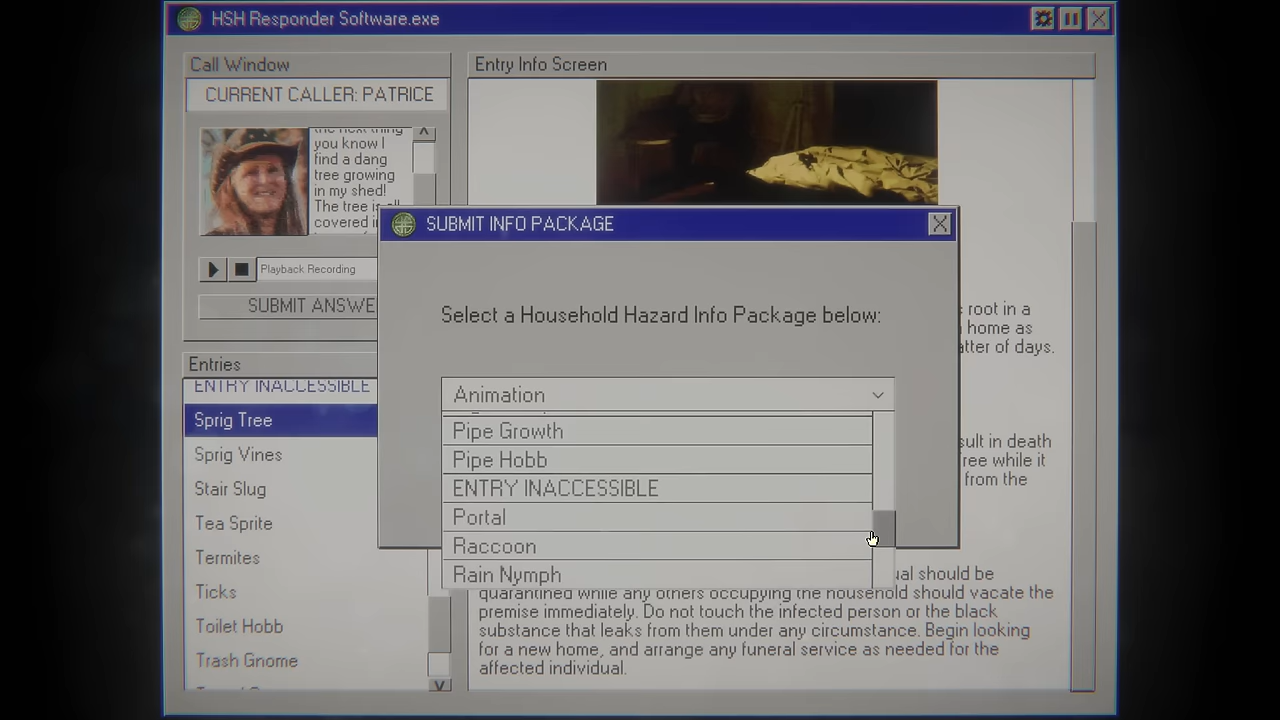 HSH Responder Software.exe
Call Window
CURRENT CALLER: PATRICE
the next thing
you know I
find a dang
tree growing
in my shed!
The tree is all
covered in
Playback Recording
SUBMIT ANSWE
Entries
ENTRY INACCESSIBLE
Sprig Tree
Sprig Vines
Stair Slug
Tea Sprite
Termites
Ticks
Toilet Hobb
Trash Gnome
Entry Info Screen
root in a
home as
atter of days.
sult in death
ree while it
from the
ual should be
quarantined while any others occupying the household should vacate the
premise immediately. Do not touch the infected person or the black
substance that leaks from them under any circumstance. Begin looking
for a new home, and arrange any funeral service as needed for the
affected individual.
SUBMIT INFO PACKAGE
Select a Household Hazard Info Package below:
Animation
Pipe Growth
Pipe Hobb
ENTRY INACCESSIBLE
Portal
Raccoon
Rain Nymph